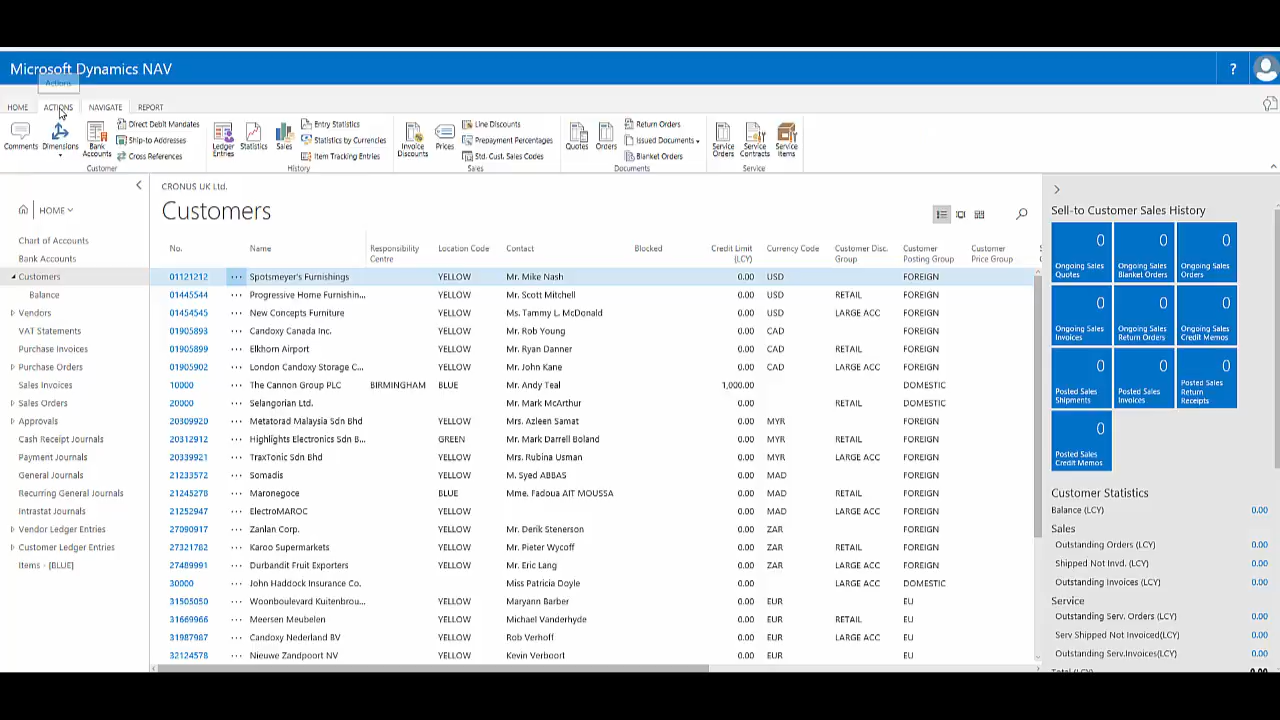 Microsoft Dynamics NAV
?
Actions
HOME
ACTIONS
NAVIGATE
REPORT
Comments
Dimensions
Bank Accounts
Direct Debit Mandates
Ship-to Addresses
Cross References
Customer
Ledger Entries
Statistics
Sales
Entry Statistics
Statistics by Currencies
Item Tracking Entries
History
Invoice Discounts
Prices
Line Discounts
Prepayment Percentages
Std. Cust. Sales Codes
Sales
Quotes
Orders
Return Orders
Issued Documents
Blanket Orders
Documents
Service Orders
Service Contracts
Service Items
Service
HOME
Chart of Accounts
Bank Accounts
Customers
Balance
Vendors
VAT Statements
Purchase Invoices
Purchase Orders
Sales Invoices
Sales Orders
Approvals
Cash Receipt Journals
Payment Journals
General Journals
Recurring General Journals
Intrastat Journals
Vendor Ledger Entries
Customer Ledger Entries
Items - [BLUE]
CRONUS UK Ltd.
Customers
No. Name Responsibility Centre Location Code Contact Blocked Credit Limit (LCY) Currency Code Customer Disc. Group Customer Posting Group Customer Price Group
01121212 ... Spotsmeyer's Furnishings YELLOW Mr. Mike Nash 0.00 USD FOREIGN
01445544 ... Progressive Home Furnishin... YELLOW Mr. Scott Mitchell 0.00 USD RETAIL FOREIGN
01454545 ... New Concepts Furniture YELLOW Ms. Tammy L. McDonald 0.00 USD LARGE ACC FOREIGN
01905893 ... Candoxy Canada Inc. YELLOW Mr. Rob Young 0.00 CAD FOREIGN
01905899 ... Elkhorn Airport YELLOW Mr. Ryan Danner 0.00 CAD RETAIL FOREIGN
01905902 ... London Candoxy Storage C... YELLOW Mr. John Kane 0.00 CAD LARGE ACC FOREIGN
10000 ... The Cannon Group PLC BIRMINGHAM BLUE Mr. Andy Teal 1,000.00 DOMESTIC
20000 ... Selangorian Ltd. Mr. Mark McArthur 0.00 RETAIL DOMESTIC
20309920 ... Metatorad Malaysia Sdn Bhd YELLOW Mrs. Azleen Samat 0.00 MYR FOREIGN
20312912 ... Highlights Electronics Sdn B... GREEN Mr. Mark Darrell Boland 0.00 MYR RETAIL FOREIGN
20339921 ... TraxTonic Sdn Bhd YELLOW Mrs. Rubina Usman 0.00 MYR LARGE ACC FOREIGN
21233572 ... Somadis YELLOW M. Syed ABBAS 0.00 MAD FOREIGN
21245278 ... Maronegoce BLUE Mme. Fadoua AIT MOUSSA 0.00 MAD RETAIL FOREIGN
21252947 ... ElectroMAROC YELLOW 0.00 MAD LARGE ACC FOREIGN
27090917 ... Zanlan Corp. YELLOW Mr. Derik Stenerson 0.00 ZAR FOREIGN
27321782 ... Karoo Supermarkets YELLOW Mr. Pieter Wycoff 0.00 ZAR RETAIL FOREIGN
27489991 ... Durbandit Fruit Exporters YELLOW Mr. Eric Lang 0.00 ZAR LARGE ACC FOREIGN
30000 ... John Haddock Insurance Co. Miss Patricia Doyle 0.00 LARGE ACC DOMESTIC
31505050 ... Woonboulevard Kuitenbrou... YELLOW Maryann Barber 0.00 EUR EU
31669966 ... Meersen Meubelen YELLOW Michael Vanderhyde 0.00 EUR RETAIL EU
31987987 ... Candoxy Nederland BV YELLOW Rob Verhoff 0.00 EUR LARGE ACC EU
32124578 ... Nieuwe Zandpoort NV YELLOW Kevin Verboort 0.00 EUR EU
Sell-to Customer Sales History
0 Ongoing Sales Quotes
0 Ongoing Sales Blanket Orders
0 Ongoing Sales Orders
0 Ongoing Sales Invoices
0 Ongoing Sales Return Orders
0 Ongoing Sales Credit Memos
0 Posted Sales Shipments
0 Posted Sales Invoices
0 Posted Sales Return Receipts
0 Posted Sales Credit Memos
Customer Statistics
Balance (LCY) 0.00
Sales
Outstanding Orders (LCY) 0.00
Shipped Not Invd. (LCY) 0.00
Outstanding Invoices (LCY) 0.00
Service
Outstanding Serv. Orders (LCY) 0.00
Serv Shipped Not Invoiced(LCY) 0.00
Outstanding Serv.Invoices(LCY) 0.00